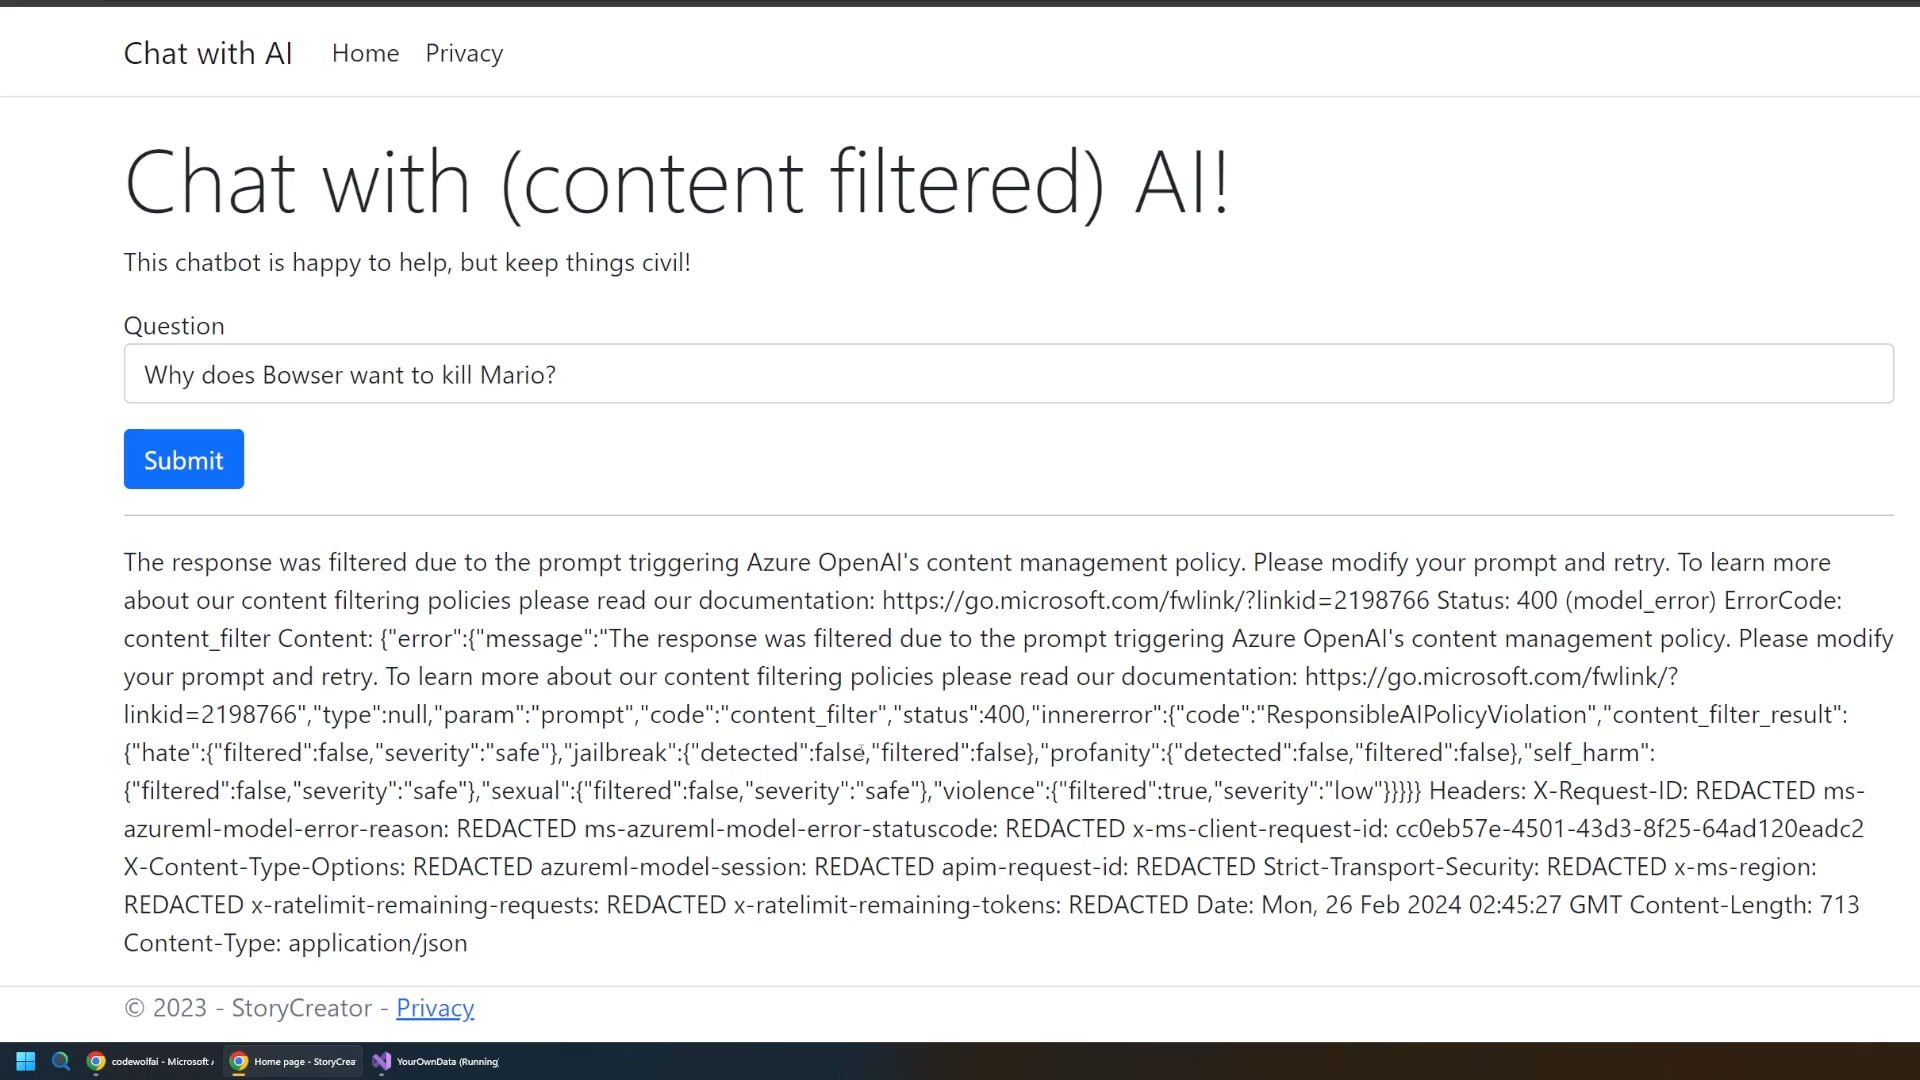 Chat with AI Home Privacy
Chat with (content filtered) AI!
This chatbot is happy to help, but keep things civil!
Question
Why does Bowser want to kill Mario?
Submit
The response was filtered due to the prompt triggering Azure OpenAI's content management policy. Please modify your prompt and retry. To learn more
about our content filtering policies please read our documentation: https://go.microsoft.com/fwlink/?linkid=2198766 Status: 400 (model_error) ErrorCode:
content_filter Content: {"error":{"message":"The response was filtered due to the prompt triggering Azure OpenAI's content management policy. Please modify
your prompt and retry. To learn more about our content filtering policies please read our documentation: https://go.microsoft.com/fwlink/?
linkid=2198766","type":null,"param":"prompt","code":"content_filter","status":400,"innererror":{"code":"ResponsibleAIPolicyViolation","content_filter_result":
{"hate":{"filtered":false,"severity":"safe"},"jailbreak":{"detected":false,"filtered":false},"profanity":{"detected":false,"filtered":false},"self_harm":
{"filtered":false,"severity":"safe"},"sexual":{"filtered":false,"severity":"safe"},"violence":{"filtered":true,"severity":"low"}}}}} Headers: X-Request-ID: REDACTED ms-
azureml-model-error-reason: REDACTED ms-azureml-model-error-statuscode: REDACTED x-ms-client-request-id: cc0eb57e-4501-43d3-8f25-64ad120eadc2
X-Content-Type-Options: REDACTED azureml-model-session: REDACTED apim-request-id: REDACTED Strict-Transport-Security: REDACTED x-ms-region:
REDACTED x-ratelimit-remaining-requests: REDACTED x-ratelimit-remaining-tokens: REDACTED Date: Mon, 26 Feb 2024 02:45:27 GMT Content-Length: 713
Content-Type: application/json
© 2023 - StoryCreator - Privacy
codewolfai - Microsoft A Home page - StoryCrea YourOwnData (Running)